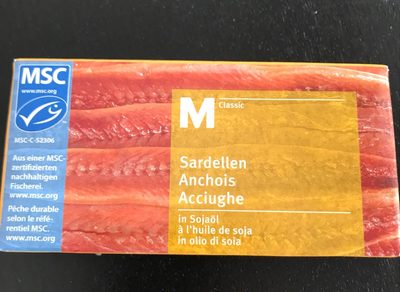 MSC
www.msc.org
MSC-C-52306
Aus einer MSC-
zertifizierten
nachhaltigen
Fischerei.
www.msc.org
Pêche durable
selon le réfé-
rentiel MSC.
www.msc.org
M
Classic
Sardellen
Anchois
Acciughe
in Sojaöl
à l'huile de soja
in olio di soia